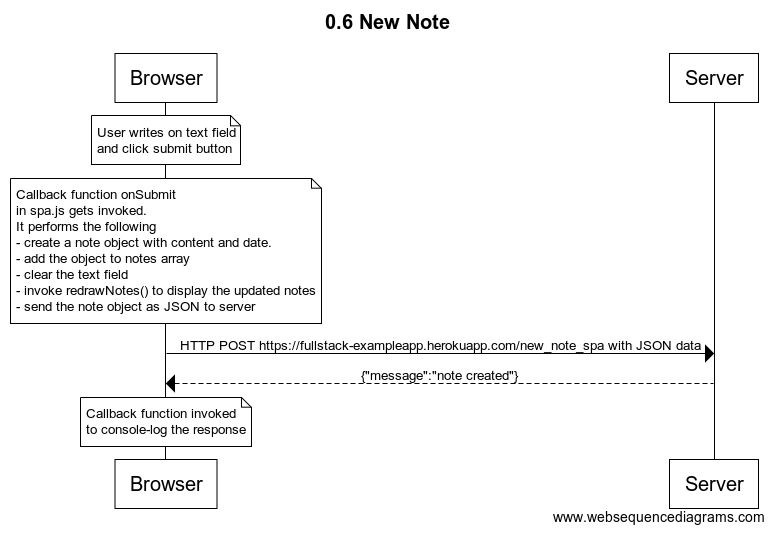 0.6 New Note
Browser
Server
User writes on text field
and click submit button
Callback function onSubmit
in spa.js gets invoked.
It performs the following
- create a note object with content and date.
- add the object to notes array
- clear the text field
- invoke redrawNotes() to display the updated notes
- send the note object as JSON to server
HTTP POST https://fullstack-exampleapp.herokuapp.com/new_note_spa with JSON data
{"message":"note created"}
Callback function invoked
to console-log the response
Browser
Server
www.websequencediagrams.com